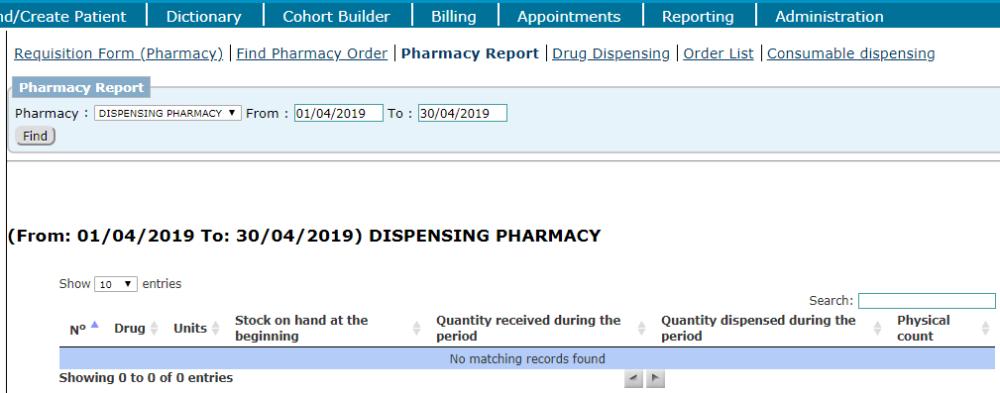 nd/Create Patient Dictionary Cohort Builder Billing Appointments Reporting Administration
Requisition Form (Pharmacy) | Find Pharmacy Order | Pharmacy Report | Drug Dispensing | Order List | Consumable dispensing
Pharmacy Report
Pharmacy : DISPENSING PHARMACY ▼ From : 01/04/2019 To : 30/04/2019
Find
(From: 01/04/2019 To: 30/04/2019) DISPENSING PHARMACY
Show 10 ▼ entries
Search:
Nº Drug Units Stock on hand at the beginning Quantity received during the period Quantity dispensed during the period Physical count
No matching records found
Showing 0 to 0 of 0 entries